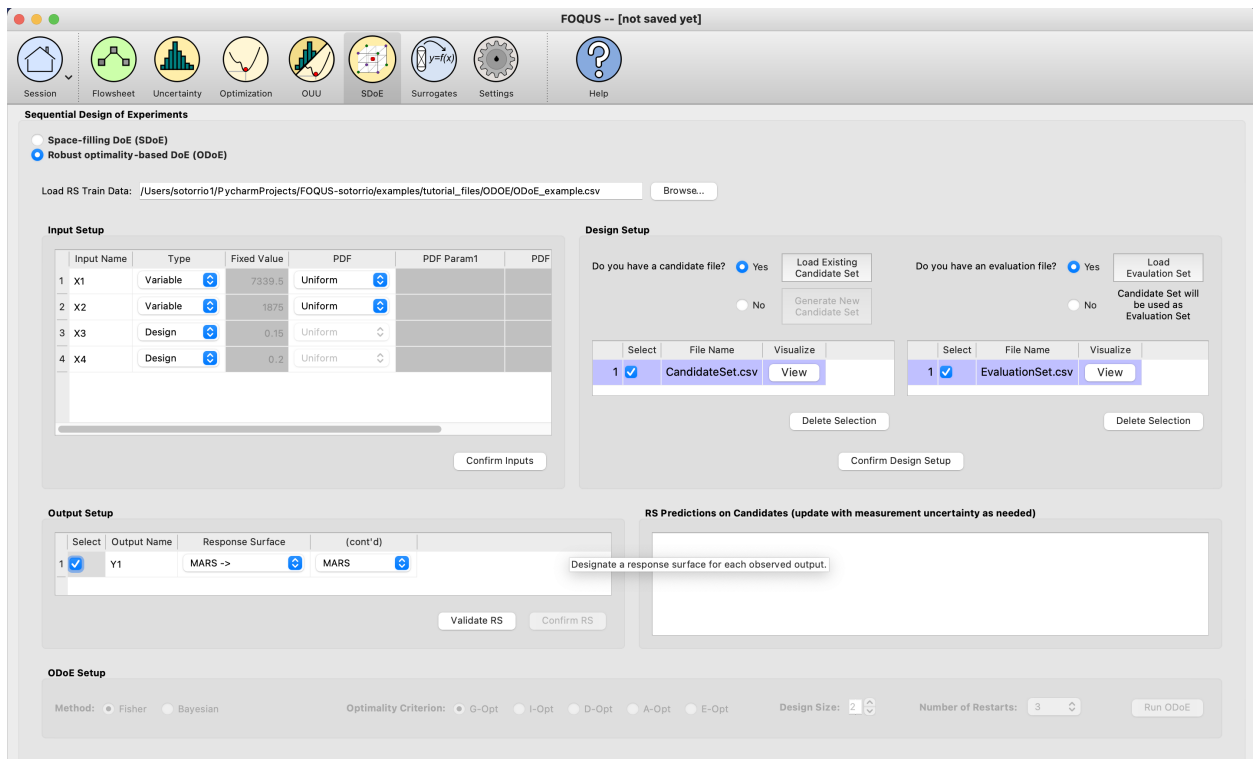 FOQUS -- [not saved yet]
Session
Flowsheet
Uncertainty
Optimization
OUU
SDoE
y=f(x)
Surrogates
Settings
Help
Sequential Design of Experiments
Space-filling DoE (SDoE)
Robust optimality-based DoE (ODoE)
Load RS Train Data: /Users/sotorrio1/PycharmProjects/FOQUS-sotorrio/examples/tutorial_files/ODOE/ODoE_example.csv Browse...
Input Setup
Input Name Type Fixed Value PDF PDF Param1 PDF
1 X1 Variable 7339.5 Uniform
2 X2 Variable 1875 Uniform
3 X3 Design 0.15 Uniform
4 X4 Design 0.2 Uniform
Confirm Inputs
Design Setup
Do you have a candidate file? Yes Load Existing Candidate Set
No Generate New Candidate Set
Do you have an evaluation file? Yes Load Evaulation Set
No Candidate Set will be used as Evaluation Set
Select File Name Visualize
1 CandidateSet.csv View
Delete Selection
Select File Name Visualize
1 EvaluationSet.csv View
Delete Selection
Confirm Design Setup
Output Setup
Select Output Name Response Surface (cont'd)
1 Y1 MARS -> MARS
Validate RS Confirm RS
RS Predictions on Candidates (update with measurement uncertainty as needed)
Designate a response surface for each observed output.
ODoE Setup
Method: Fisher Bayesian Optimality Criterion: G-Opt I-Opt D-Opt A-Opt E-Opt Design Size: 2 Number of Restarts: 3 Run ODoE